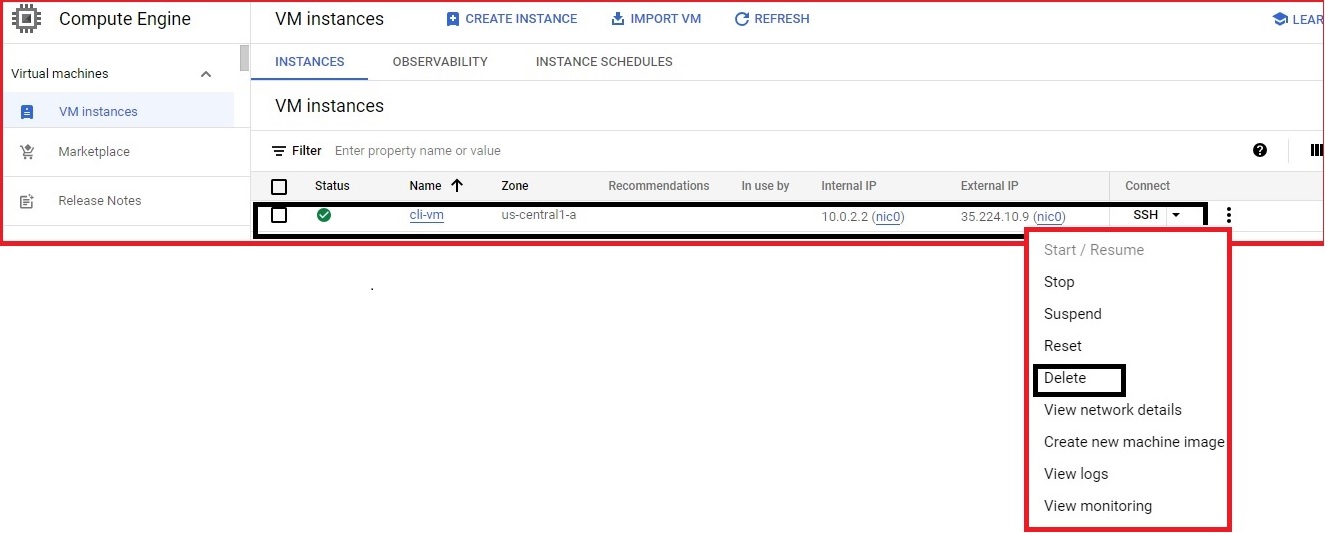 Compute Engine
VM instances
CREATE INSTANCE
IMPORT VM
REFRESH
LEAR
Virtual machines
INSTANCES
OBSERVABILITY
INSTANCE SCHEDULES
VM instances
VM instances
Marketplace
Filter
Enter property name or value
Release Notes
Status
Name
Zone
Recommendations
In use by
Internal IP
External IP
Connect
cli-vm
us-central1-a
10.0.2.2 (nic0)
35.224.10.9 (nic0)
SSH
Start / Resume
Stop
Suspend
Reset
Delete
View network details
Create new machine image
View logs
View monitoring